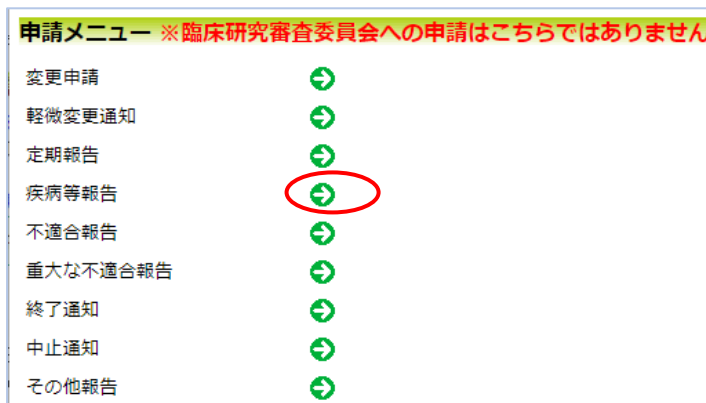 申請メニュー ※臨床研究審査委員会への申請はこちらではありません
変更申請
軽微変更通知
定期報告
疾病等報告
不適合報告
重大な不適合報告
終了通知
中止通知
その他報告